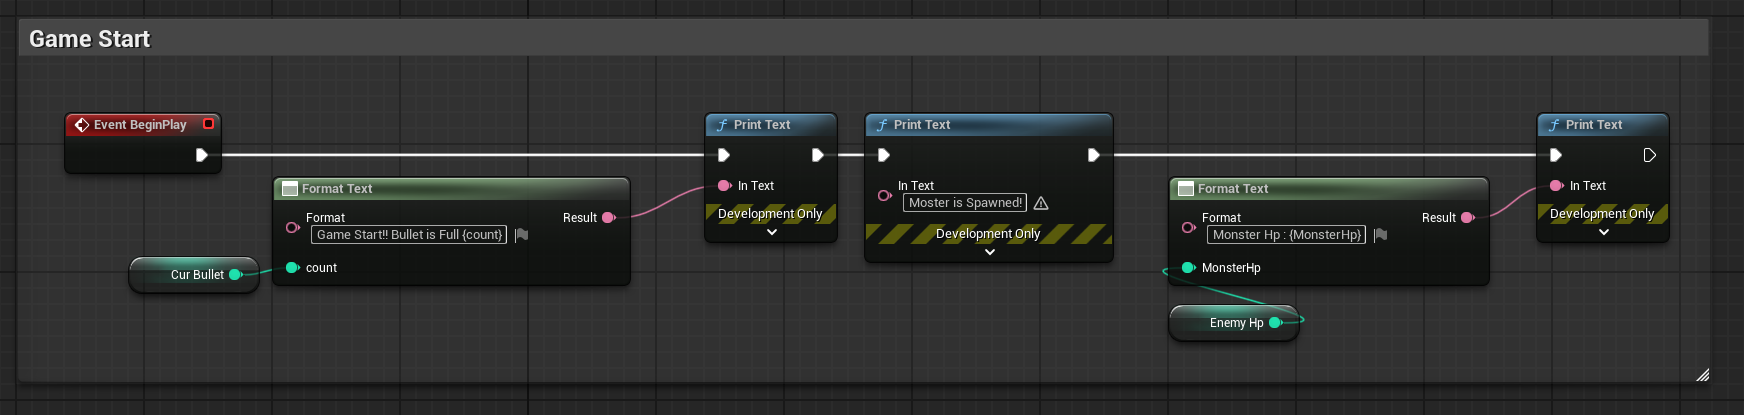 Game Start
Event BeginPlay
Format Text
Format
Game Start!! Bullet is Full {count}
Result
count
Cur Bullet
Print Text
In Text
Development Only
Print Text
In Text
Moster is Spawned!
Development Only
Format Text
Format
Monster Hp : {MonsterHp}
Result
MonsterHp
Enemy Hp
Print Text
In Text
Development Only